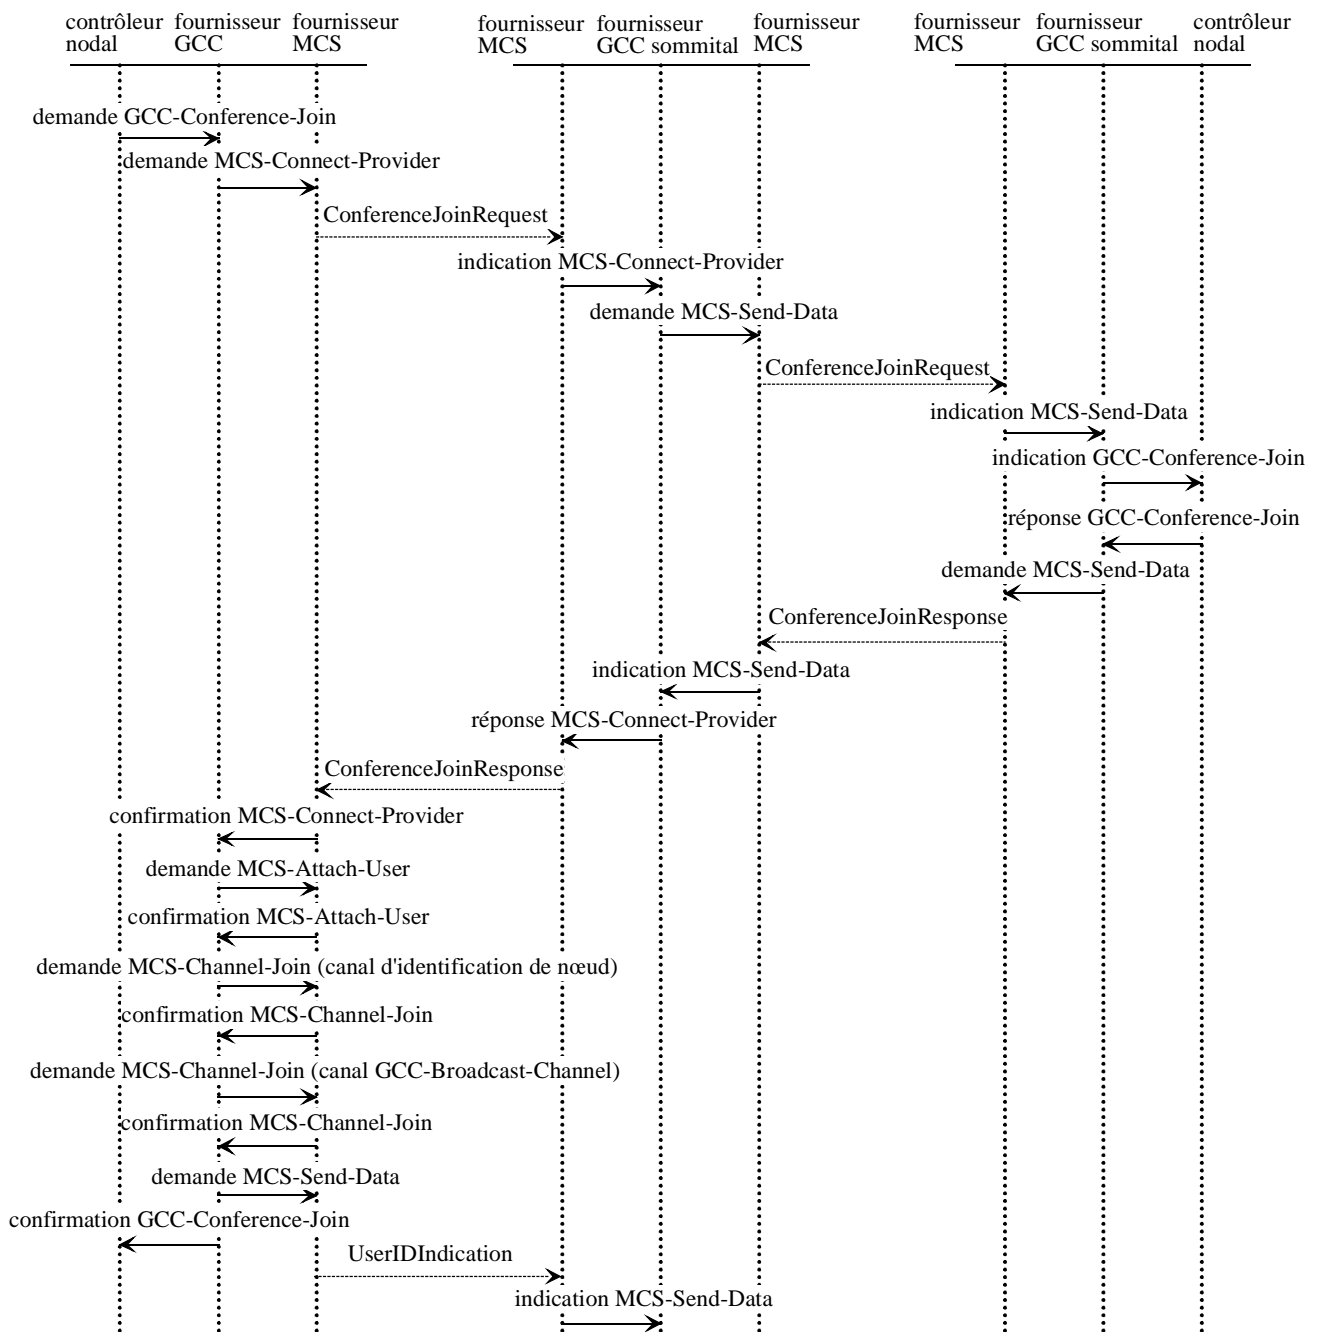 contrôleur nodal
fournisseur GCC
fournisseur MCS
fournisseur MCS
fournisseur GCC sommital
fournisseur MCS
fournisseur MCS
fournisseur GCC sommital
contrôleur nodal
demande GCC-Conference-Join
demande MCS-Connect-Provider
ConferenceJoinRequest
indication MCS-Connect-Provider
demande MCS-Send-Data
ConferenceJoinRequest
indication MCS-Send-Data
indication GCC-Conference-Join
réponse GCC-Conference-Join
demande MCS-Send-Data
ConferenceJoinResponse
indication MCS-Send-Data
réponse MCS-Connect-Provider
ConferenceJoinResponse
confirmation MCS-Connect-Provider
demande MCS-Attach-User
confirmation MCS-Attach-User
demande MCS-Channel-Join (canal d'identification de nœud)
confirmation MCS-Channel-Join
demande MCS-Channel-Join (canal GCC-Broadcast-Channel)
confirmation MCS-Channel-Join
demande MCS-Send-Data
confirmation GCC-Conference-Join
UserIDIndication
indication MCS-Send-Data